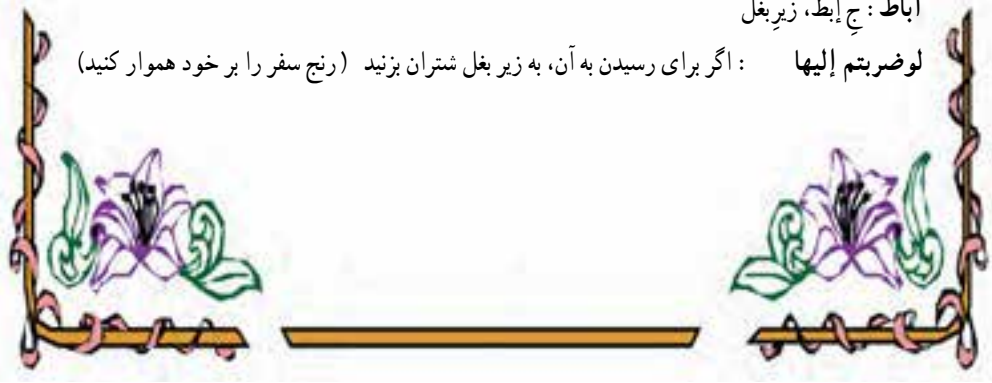 آباط : جِ إبط، زیرِبغل
لوضربتم إلیها : اگر برای رسیدن به آن، به زیر بغل شتران بزنید (رنج سفر را بر خود هموار کنید)